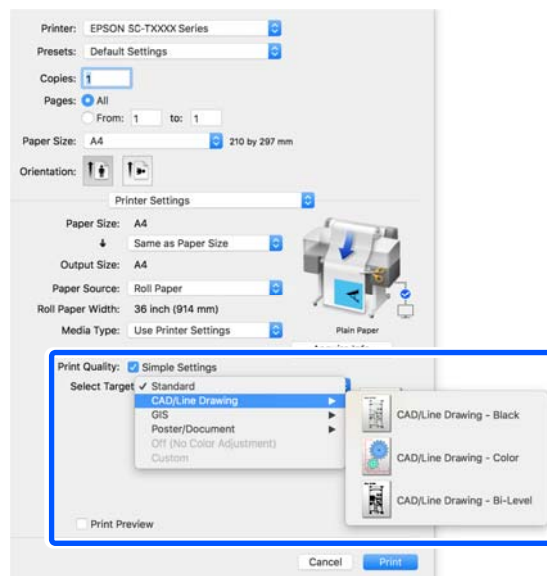 Printer: EPSON SC-TXXXX Series
Presets: Default Settings
Copies: 1
Pages: All
From: 1 to: 1
Paper Size: A4 210 by 297 mm
Orientation:
Printer Settings
Paper Size: A4
Same as Paper Size
Output Size: A4
Paper Source: Roll Paper
Roll Paper Width: 36 inch (914 mm)
Media Type: Use Printer Settings
Plain Paper
Print Quality: Simple Settings
Select Target ✓ Standard
CAD/Line Drawing
GIS
Poster/Document
Off (No Color Adjustment)
Custom
CAD/Line Drawing - Black
CAD/Line Drawing - Color
CAD/Line Drawing - Bi-Level
Print Preview
Cancel Print